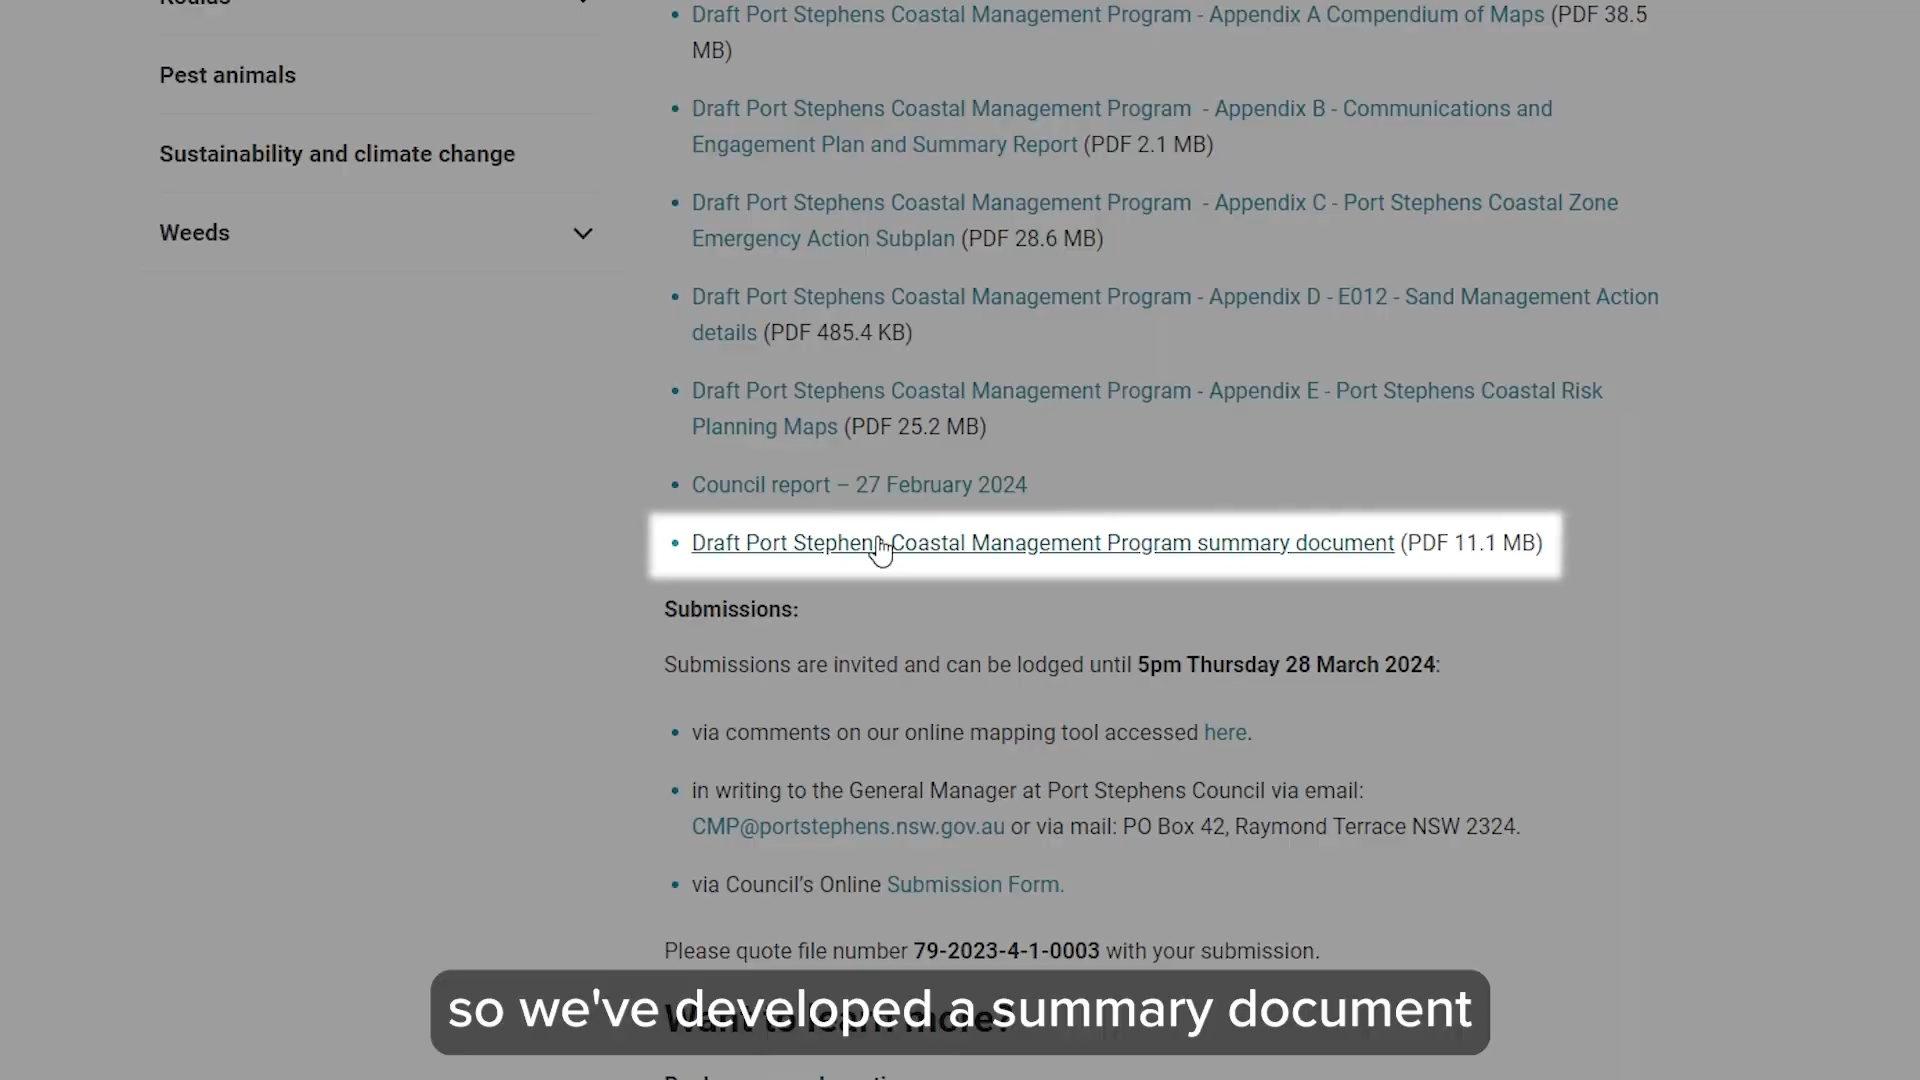 Koalas
Pest animals
Sustainability and climate change
Weeds
Draft Port Stephens Coastal Management Program - Appendix A Compendium of Maps (PDF 38.5
MB)
Draft Port Stephens Coastal Management Program - Appendix B - Communications and
Engagement Plan and Summary Report (PDF 2.1 MB)
Draft Port Stephens Coastal Management Program - Appendix C - Port Stephens Coastal Zone
Emergency Action Subplan (PDF 28.6 MB)
Draft Port Stephens Coastal Management Program - Appendix D - E012 - Sand Management Action
details (PDF 485.4 KB)
Draft Port Stephens Coastal Management Program - Appendix E - Port Stephens Coastal Risk
Planning Maps (PDF 25.2 MB)
Council report – 27 February 2024
Draft Port Stephens Coastal Management Program summary document (PDF 11.1 MB)
Submissions:
Submissions are invited and can be lodged until 5pm Thursday 28 March 2024:
via comments on our online mapping tool accessed here.
in writing to the General Manager at Port Stephens Council via email:
CMP@portstephens.nsw.gov.au or via mail: PO Box 42, Raymond Terrace NSW 2324.
via Council's Online Submission Form.
Please quote file number 79-2023-4-1-0003 with your submission.
Want to learn more?
so we've developed a summary document